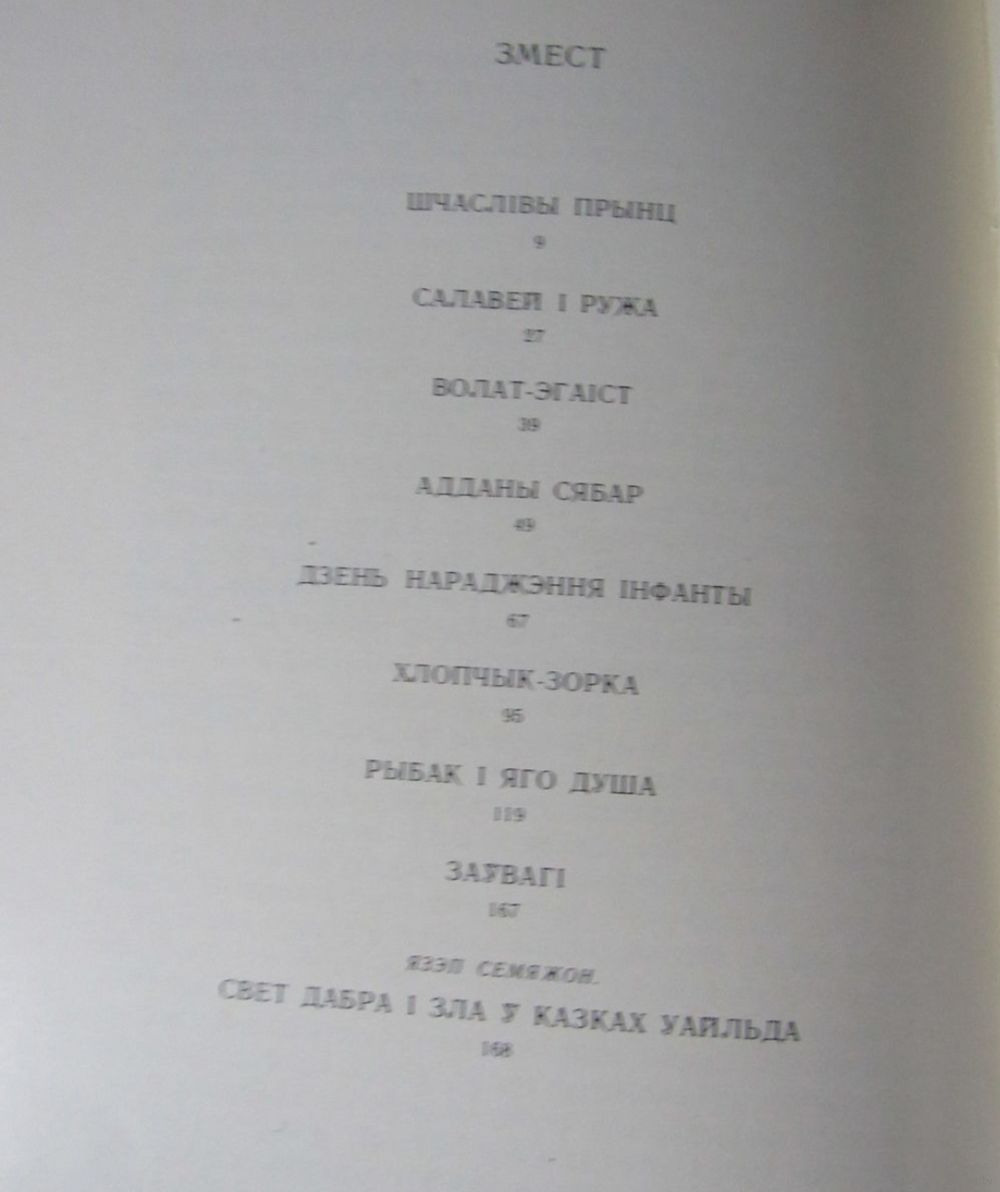 ЗМЕСТ
ШЧАСЛІВЫ ПРЫНЦ
9
САЛАВЕЙ І РУЖА
27
ВОЛАТ-ЭГАІСТ
39
АДДАНЫ СЯБАР
49
ДЗЕНЬ НАРАДЖЭННЯ ІНФАНТЫ
67
ХЛОПЧЫК-ЗОРКА
95
РЫБАК І ЯГО ДУША
119
ЗАЎВАГІ
167
ЯЗЭП СЕМЯЖОН.
СВЕТ ДАБРА І ЗЛА Ў КАЗКАХ УАЙЛЬДА
168